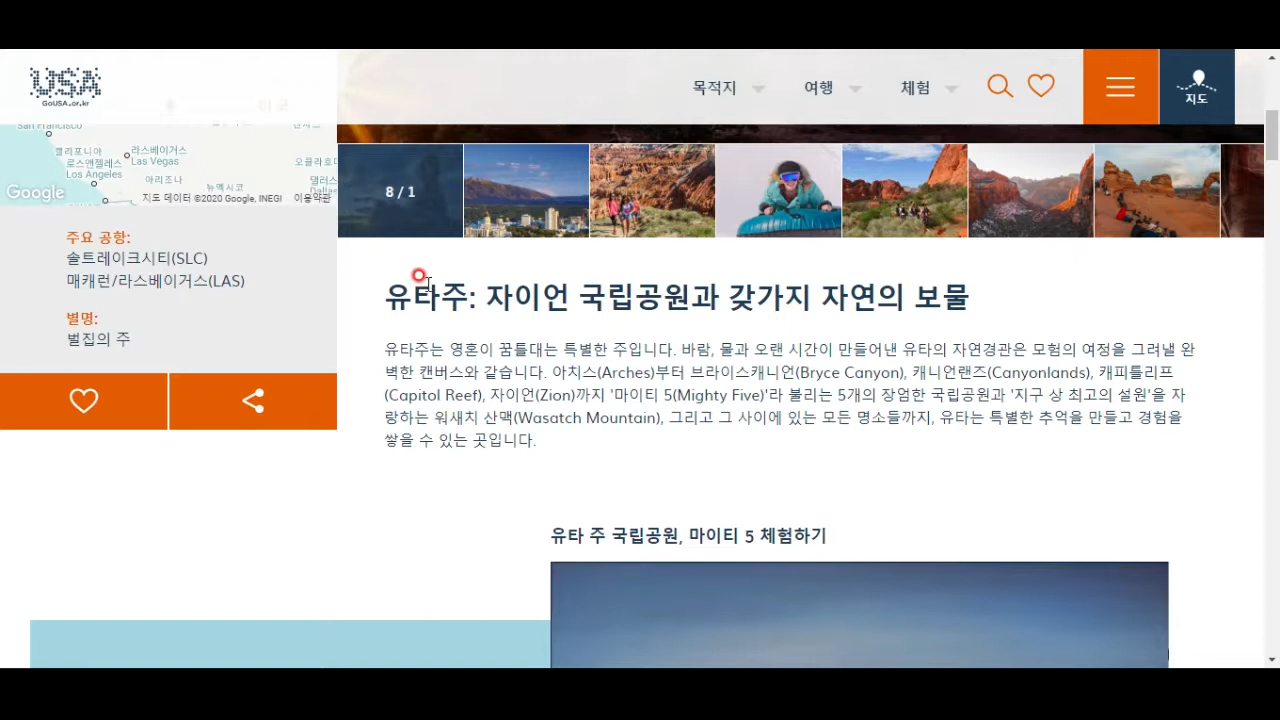 USA
GoUSA.or.kr
목적지
여행
체험
지도
San Francisco
캘리포니아
라스베이거스
Las Vegas
로스앤젤레스
Los Angeles
오클라호마
아리조나
뉴멕시코
댈러스
Dallas
Google
지도 데이터 ©2020 Google, INEGI
이용약관
8 / 1
주요 공항:
솔트레이크시티(SLC)
매캐런/라스베이거스(LAS)
별명:
벌집의 주
유타주: 자이언 국립공원과 갖가지 자연의 보물
유타주는 영혼이 꿈틀대는 특별한 주입니다. 바람, 물과 오랜 시간이 만들어낸 유타의 자연경관은 모험의 여정을 그려낼 완
벽한 캔버스와 같습니다. 아치스(Arches)부터 브라이스캐니언(Bryce Canyon), 캐니언랜즈(Canyonlands), 캐피틀리프
(Capitol Reef), 자이언(Zion)까지 '마이티 5(Mighty Five)'라 불리는 5개의 장엄한 국립공원과 '지구 상 최고의 설원'을 자
랑하는 워새치 산맥(Wasatch Mountain), 그리고 그 사이에 있는 모든 명소들까지, 유타는 특별한 추억을 만들고 경험을
쌓을 수 있는 곳입니다.
유타 주 국립공원, 마이티 5 체험하기